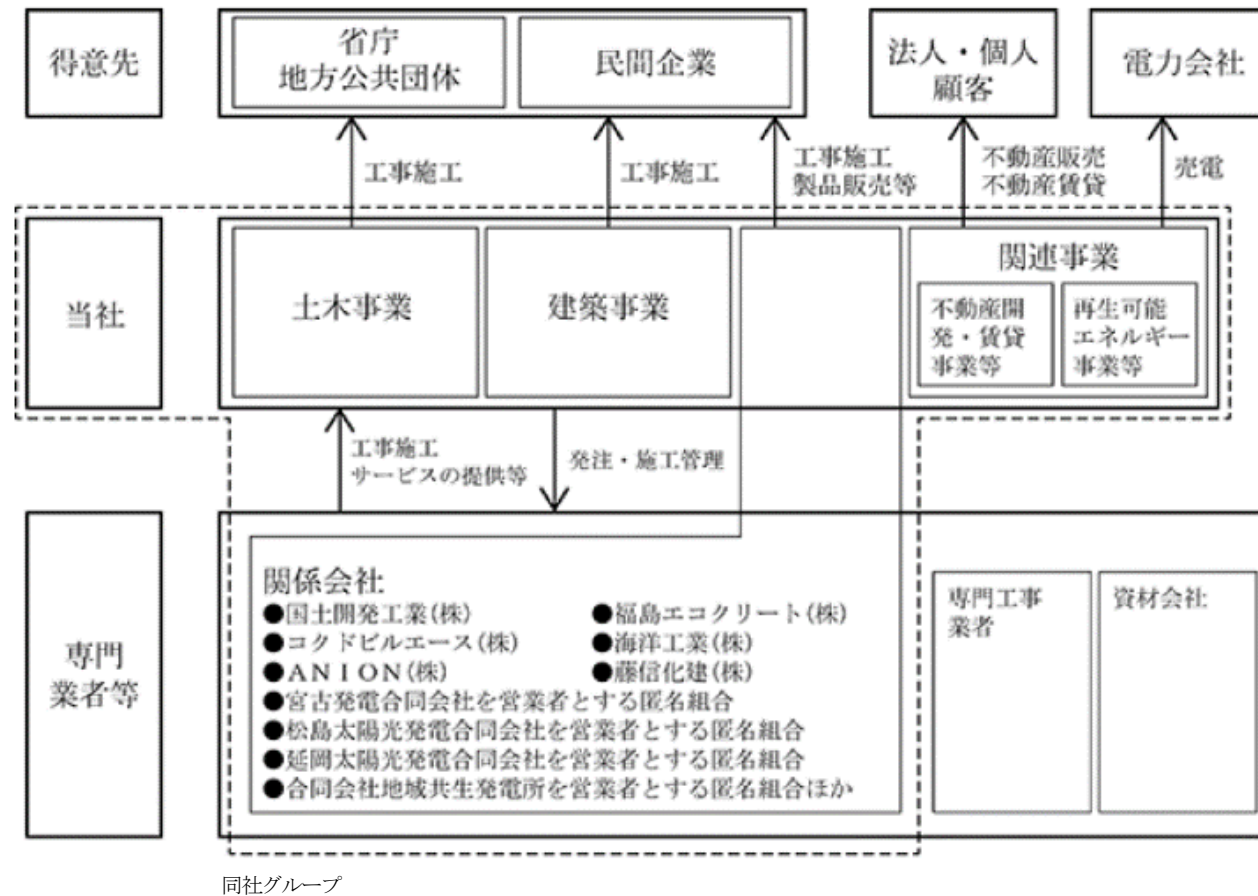 得意先
省庁
地方公共団体
民間企業
法人・個人
顧客
電力会社
工事施工
工事施工
工事施工
製品販売等
不動産販売
不動産賃貸
売電
当社
土木事業
建築事業
関連事業
不動産開
発・賃貸
事業等
再生可能
エネルギー
事業等
工事施工
サービスの提供等
発注・施工管理
専門
業者等
関係会社
●国土開発工業(株)
●福島エコクリート(株)
●コクドビルエース(株)
●海洋工業(株)
●ANION(株)
●藤信化建(株)
●宮古発電合同会社を営業者とする匿名組合
●松島太陽光発電合同会社を営業者とする匿名組合
●延岡太陽光発電合同会社を営業者とする匿名組合
●合同会社地域共生発電所を営業者とする匿名組合ほか
専門工事
業者
資材会社
同社グループ